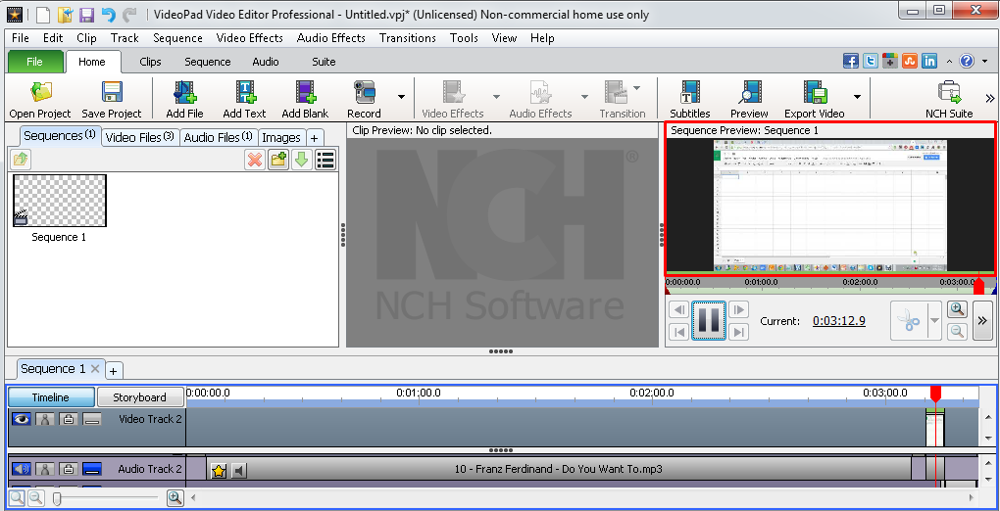 VideoPad Video Editor Professional - Untitled.vpj* (Unlicensed) Non-commercial home use only
File Edit Clip Track Sequence Video Effects Audio Effects Transitions Tools View Help
File Home Clips Sequence Audio Suite
Open Project Save Project Add File Add Text Add Blank Record Video Effects Audio Effects Transition Subtitles Preview Export Video NCH Suite
Sequences (1) Video Files (3) Audio Files (1) Images +
Clip Preview: No clip selected.
Sequence Preview: Sequence 1
Sequence 1
NCH®
NCH Software
0:00:00.0 0:01:00.0 0:02:00.0 0:03:00.0
Current: 0:03:12.9
Sequence 1 +
Timeline Storyboard 0:00:00.0 0:01:00.0 0:02:00.0 0:03:00.0
Video Track 2
Audio Track 2 10 - Franz Ferdinand - Do You Want To.mp3